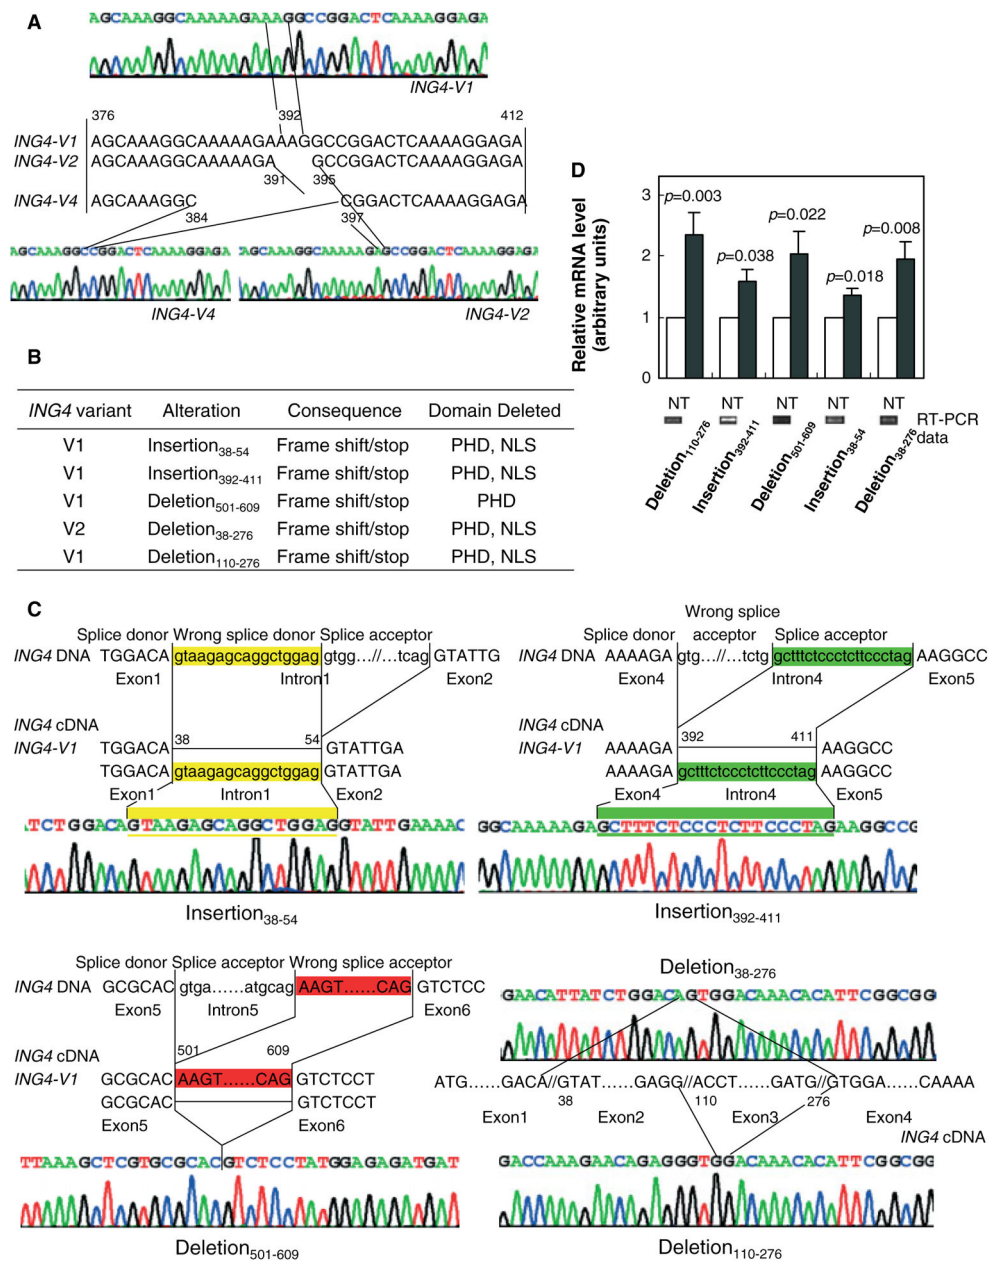 A
AGCAAAGGCAAAAAGAAAGGCCGGACTCAAAAGGAGA
ING4-V1
376 392 412
ING4-V1 AGCAAAGGCAAAAAGAAAGGCCGGACTCAAAAGGAGA
ING4-V2 AGCAAAGGCAAAAAGA GCCGGACTCAAAAGGAGA
391 395
ING4-V4 AGCAAAGGC CGGACTCAAAAGGAGA
384 397
AGCAAAGGCCGGACTCAAAAGGAGA AGCAAAGGCAAAAAGAGCCGGACTCAAAAGGAGA
ING4-V4 ING4-V2
B
ING4 variant Alteration Consequence Domain Deleted
V1 Insertion38-54 Frame shift/stop PHD, NLS
V1 Insertion392-411 Frame shift/stop PHD, NLS
V1 Deletion501-609 Frame shift/stop PHD
V2 Deletion38-276 Frame shift/stop PHD, NLS
V1 Deletion110-276 Frame shift/stop PHD, NLS
D
Relative mRNA level
(arbitrary units)
3
2
1
0
p=0.003
p=0.038
p=0.022
p=0.018
p=0.008
NT NT NT NT NT
RT-PCR
data
Deletion110-276
Insertion392-411
Deletion501-609
Insertion38-54
Deletion38-276
C
Splice donor Wrong splice donor Splice acceptor
ING4 DNA TGGACA gtaagagcaggctggag gtgg...//...tcag GTATTG
Exon1 Intron1 Exon2
ING4 cDNA
38 54
ING4-V1 TGGACA GTATTGA
TGGACA gtaagagcaggctggag GTATTGA
Exon1 Intron1 Exon2
TCTGGACAGTAAGAGCAGGCTGGAGGTATTGAAAAC
Insertion38-54
Wrong splice
Splice donor acceptor Splice acceptor
ING4 DNA AAAAGA gtg...//...tctg gctttctccctcttccctag AAGGCC
Exon4 Intron4 Exon5
ING4 cDNA
392 411
ING4-V1 AAAAGA AAGGCC
AAAAGA gctttctccctcttccctag AAGGCC
Exon4 Intron4 Exon5
GGCAAAAAGAGCTTTCTCCCTCTTCCCTAGAAGGCCG
Insertion392-411
Splice donor Splice acceptor Wrong splice acceptor
ING4 DNA GCGCAC gtga......atgcag AAGT......CAG GTCTCC
Exon5 Intron5 Exon6
ING4 cDNA
501 609
ING4-V1 GCGCAC AAGT......CAG GTCTCCT
GCGCAC GTCTCCT
Exon5 Exon6
TTAAAGCTCGTGCGCACGTCTCCTATGGAGAGATGAT
Deletion501-609
Deletion38-276
GAACATTATCTGGACAGTGGACAAACACATTCGGCGG
ATG......GACA//GTAT......GAGG//ACCT......GATG//GTGGA......CAAAA
38 110 276
Exon1 Exon2 Exon3 Exon4
ING4 cDNA
GACCAAAGAACAGAGGGTGGACAAACACATTCGGCGG
Deletion110-276